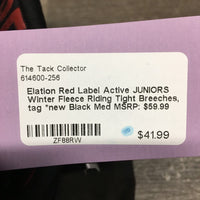 The Tack Collector
614600-256
Elation Red Label Active JUNIORS
Winter Fleece Riding Tight Breeches,
tag *new Black Med MSRP: $59.99
$41.99
ZF88RW